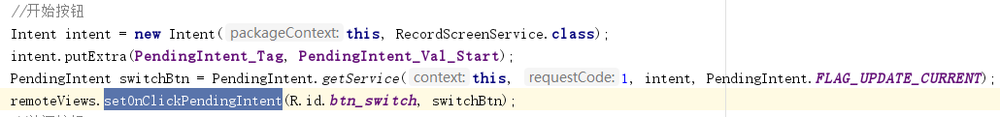 //开始按钮
Intent intent = new Intent( packageContext: this, RecordScreenService.class);
intent.putExtra(PendingIntent_Tag, PendingIntent_Val_Start);
PendingIntent switchBtn = PendingIntent.getService( context: this, requestCode: 1, intent, PendingIntent.FLAG_UPDATE_CURRENT);
remoteViews.setOnClickPendingIntent(R.id.btn_switch, switchBtn);